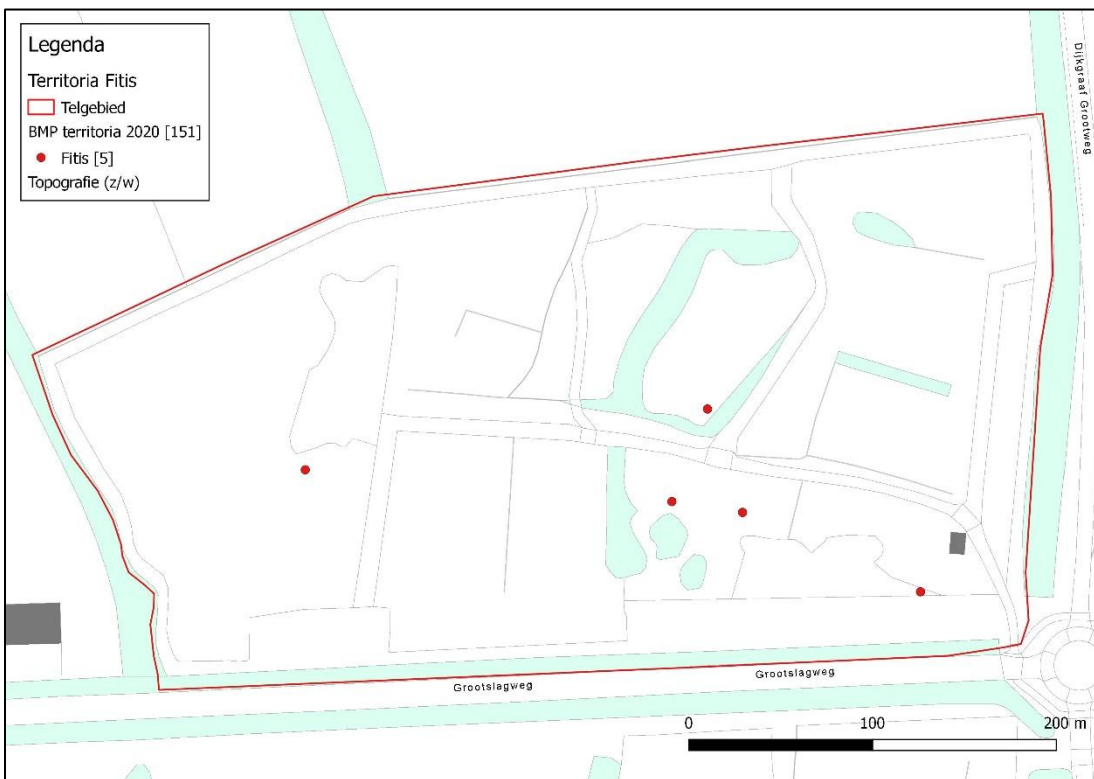 Legenda
Territoria Fitis
Telgebied
BMP territoria 2020 [151]
Fitis [5]
Topografie (z/w)
Dijkgraaf Grootweg
Grootslagweg
Grootslagweg
0 100 200 m